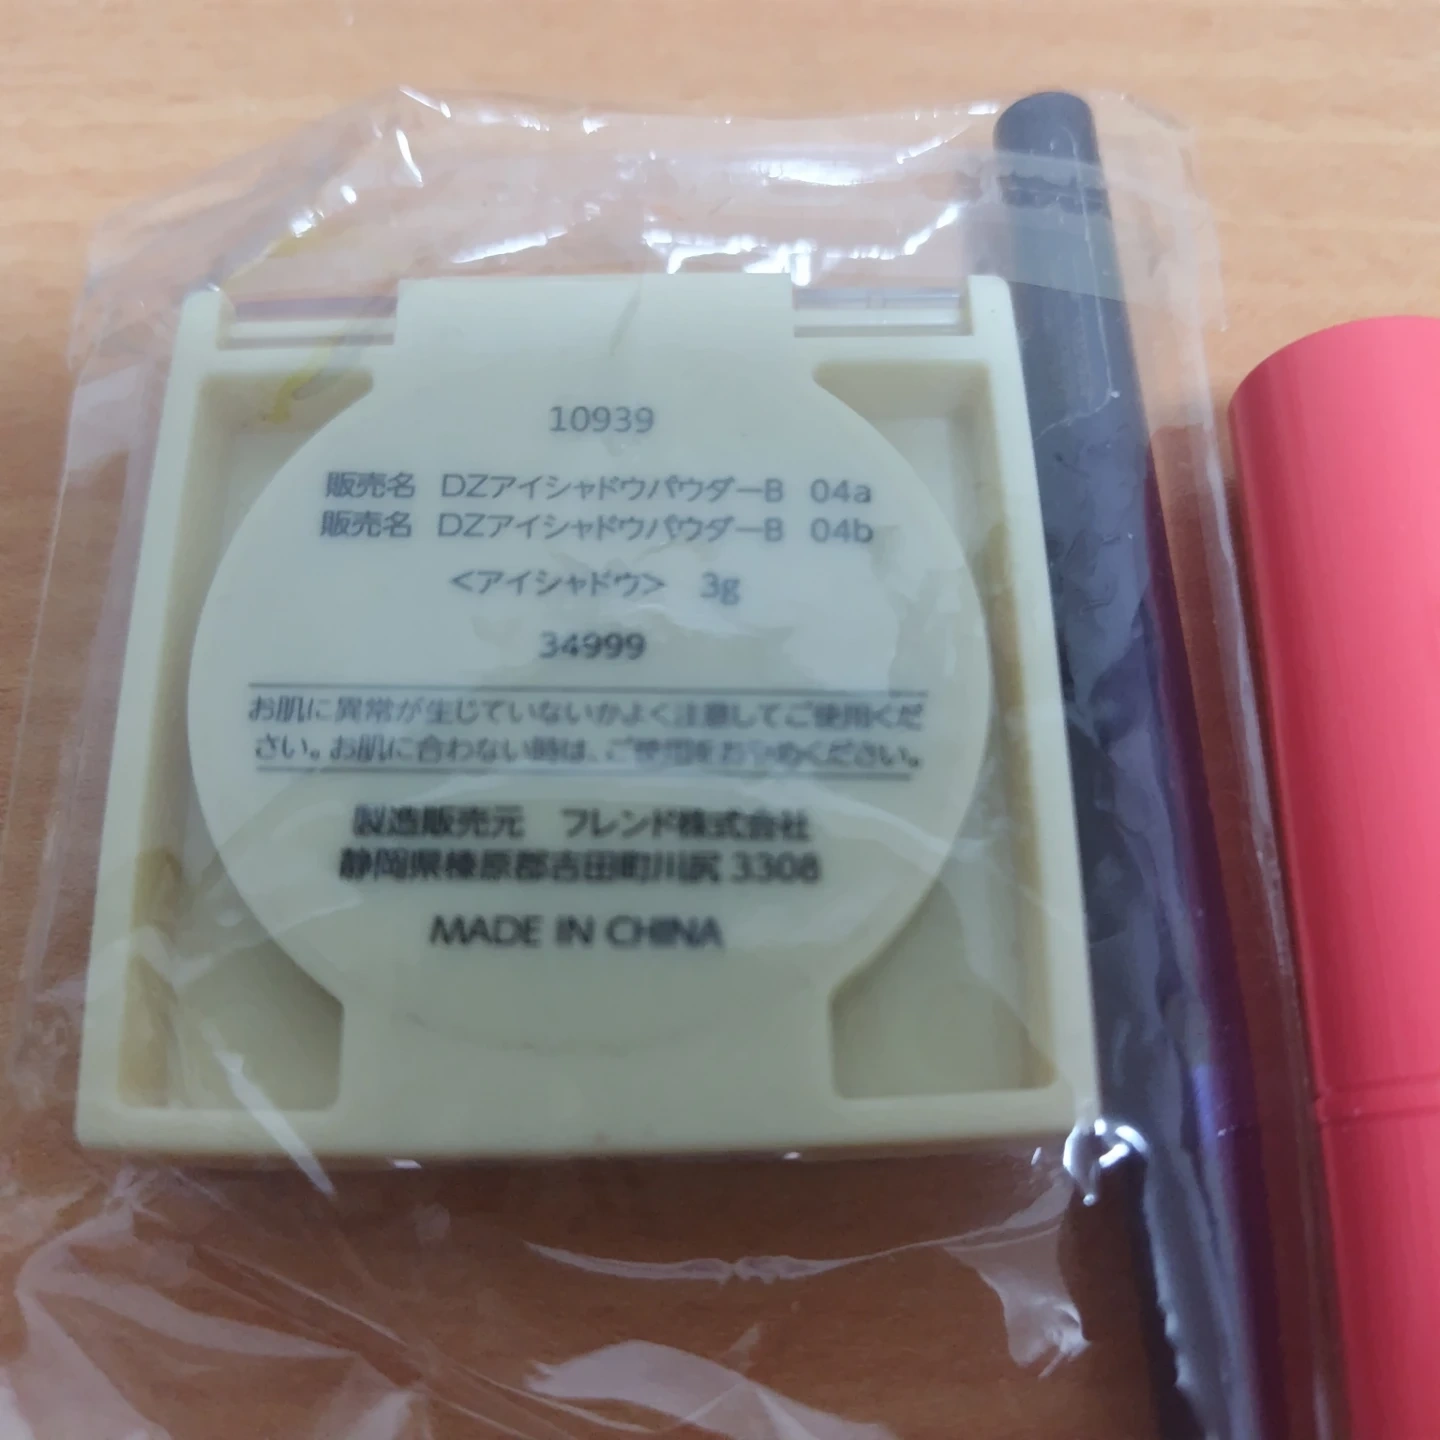 10939
販売名 DZアイシャドウパウダーB 04a
販売名 DZアイシャドウパウダーB 04b
<アイシャドウ> 3g
34999
お肌に異常が生じていないかよく注意してご使用くだ
さい。お肌に合わない時は、ご使用をおやめください。
製造販売元 フレンド株式会社
静岡県榛原郡吉田町川尻 3308
MADE IN CHINA